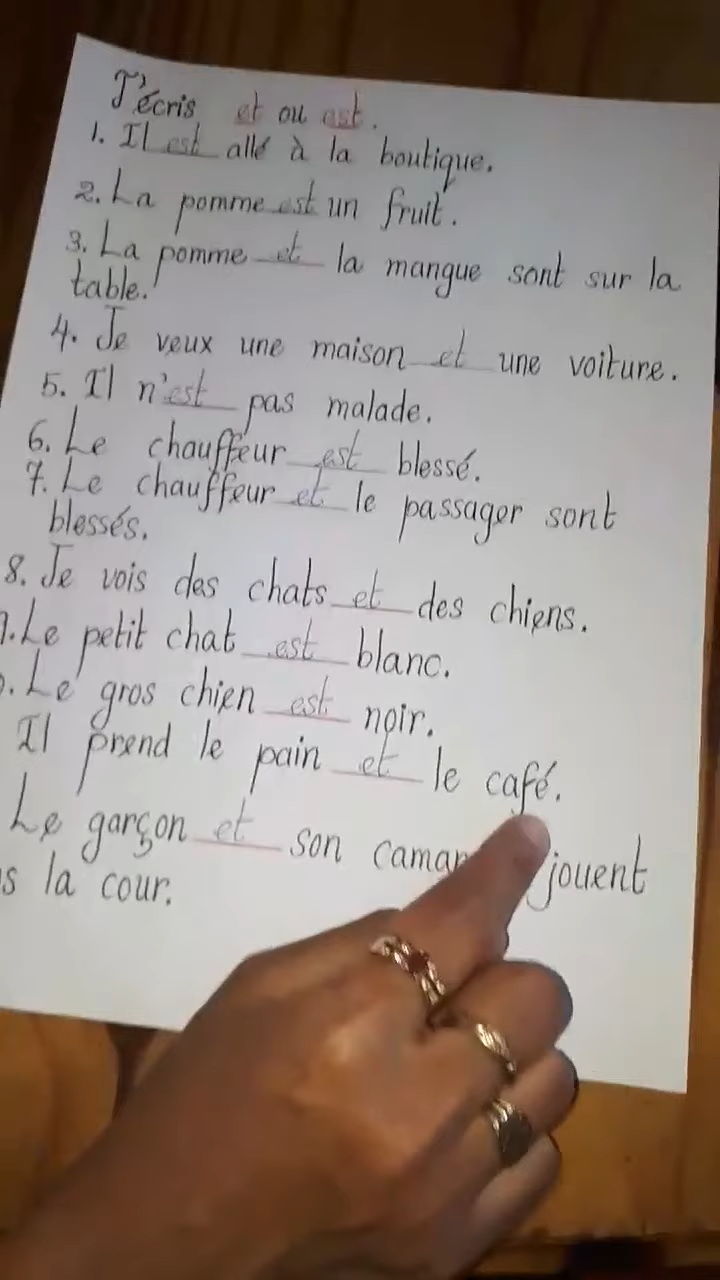 J'écris et ou est.
1. Il est allé à la boutique.
2. La pomme est un fruit.
3. La pomme et la mangue sont sur la
table.
4. Je veux une maison et une voiture.
5. Il n'est pas malade.
6. Le chauffeur est blessé.
7. Le chauffeur et le passager sont
blessés.
8. Je vois des chats et des chiens.
9. Le petit chat est blanc.
. Le gros chien est noir.
Il prend le pain et le café.
Le garçon et son jouent
s la cour.